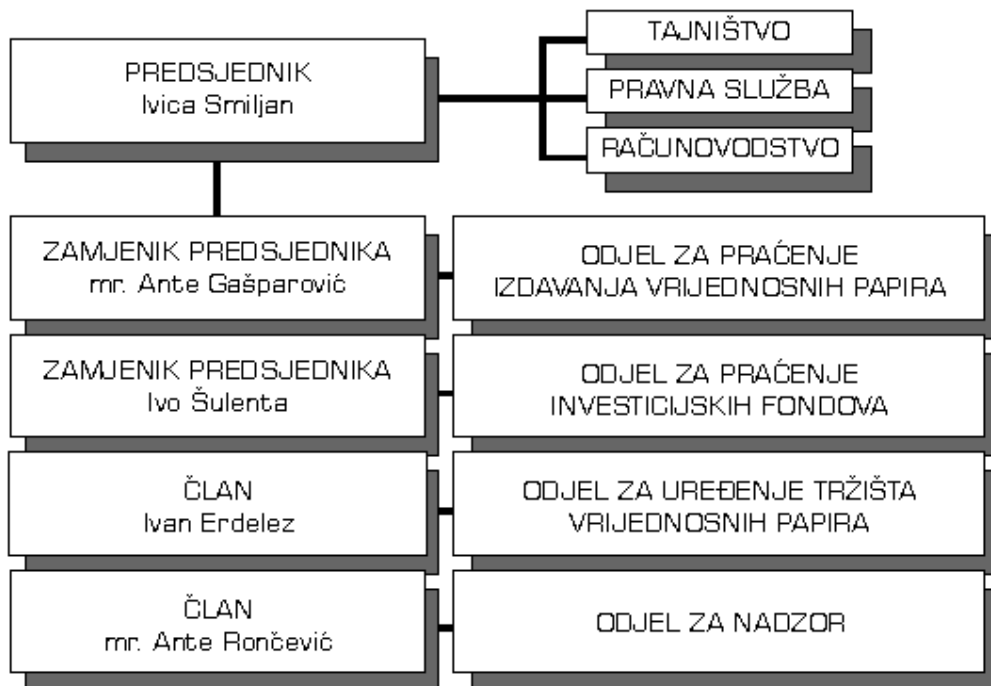 PREDSJEDNIK
Ivica Smiljan
TAJNIŠTVO
PRAVNA SLUŽBA
RAČUNOVODSTVO
ZAMJENIK PREDSJEDNIKA
mr. Ante Gašparović
ODJEL ZA PRAĆENJE
IZDAVANJA VRIJEDNOSNIH PAPIRA
ZAMJENIK PREDSJEDNIKA
Ivo Šulenta
ODJEL ZA PRAĆENJE
INVESTICIJSKIH FONDOVA
ČLAN
Ivan Erdelez
ODJEL ZA UREĐENJE TRŽIŠTA
VRIJEDNOSNIH PAPIRA
ČLAN
mr. Ante Rončević
ODJEL ZA NADZOR